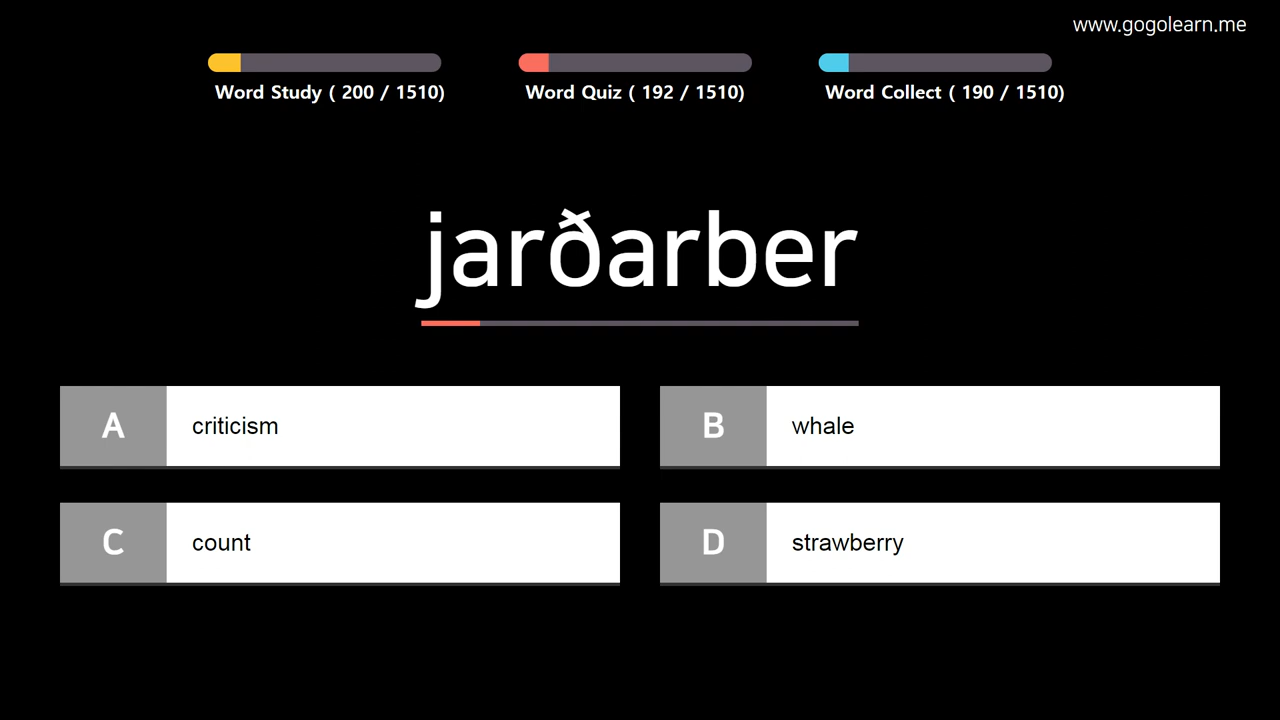 www.gogolearn.me
Word Study ( 200 / 1510)
Word Quiz ( 192 / 1510)
Word Collect ( 190 / 1510)
jarðarber
A criticism
B whale
C count
D strawberry